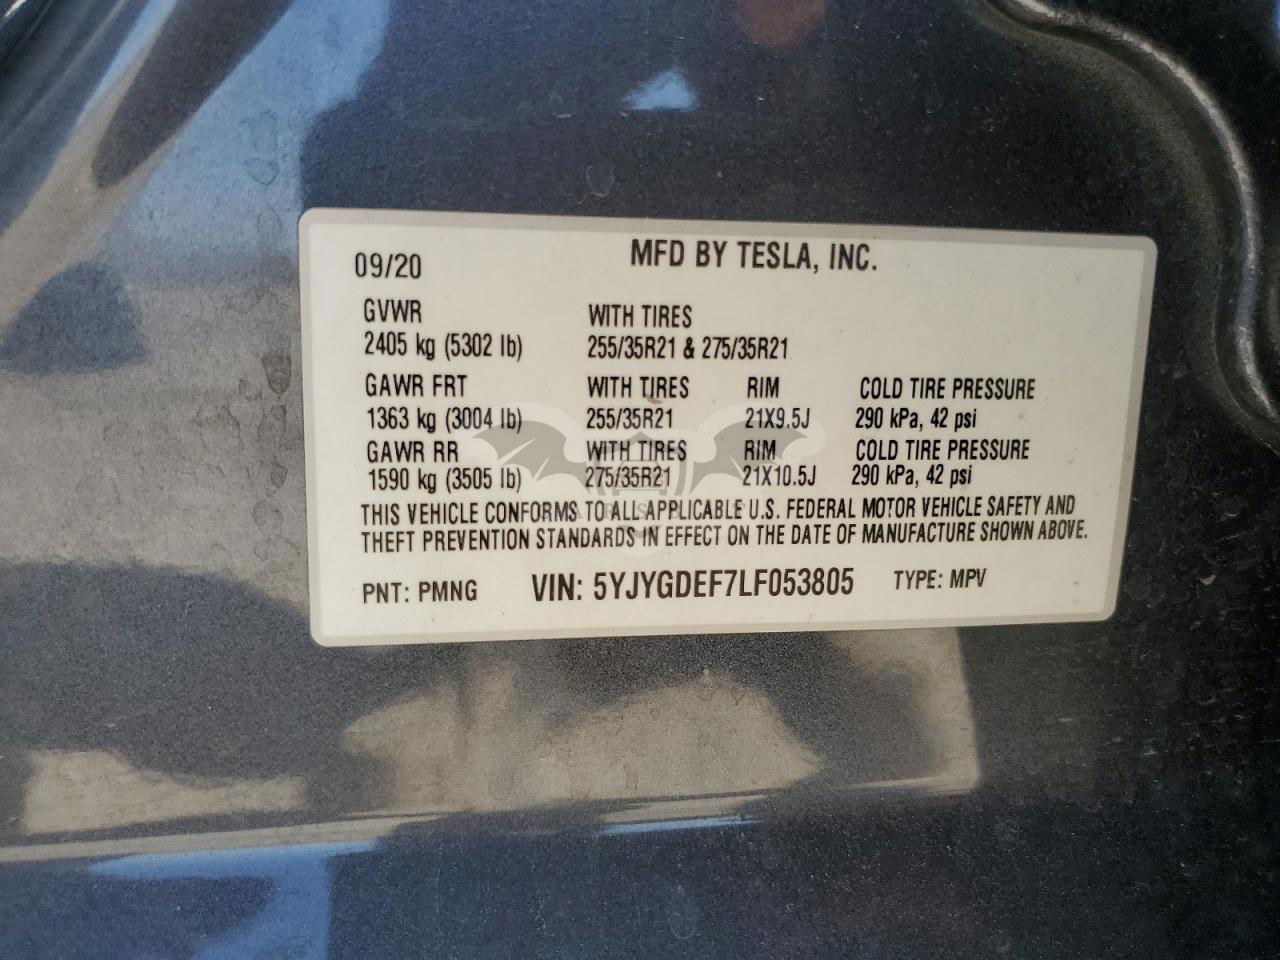 09/20 MFD BY TESLA, INC.
GVWR WITH TIRES
2405 kg (5302 lb) 255/35R21 & 275/35R21
GAWR FRT WITH TIRES RIM COLD TIRE PRESSURE
1363 kg (3004 lb) 255/35R21 21X9.5J 290 kPa, 42 psi
GAWR RR WITH TIRES RIM COLD TIRE PRESSURE
1590 kg (3505 lb) 275/35R21 21X10.5J 290 kPa, 42 psi
THIS VEHICLE CONFORMS TO ALL APPLICABLE U.S. FEDERAL MOTOR VEHICLE SAFETY AND
THEFT PREVENTION STANDARDS IN EFFECT ON THE DATE OF MANUFACTURE SHOWN ABOVE.
PNT: PMNG VIN: 5YJYGDEF7LF053805 TYPE: MPV